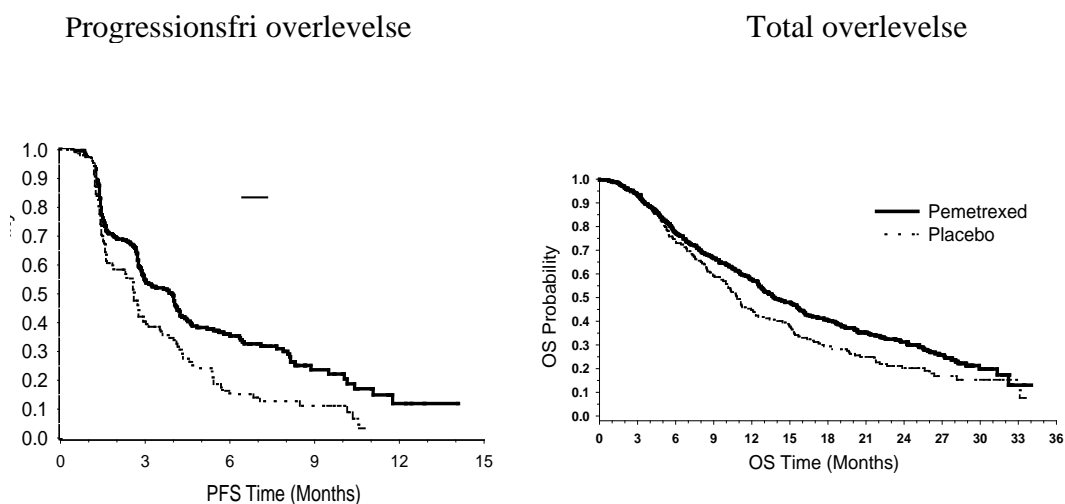 Progressionsfri overlevelse
Total overlevelse
1.0
0.9
0.8
0.7
0.6
0.5
0.4
0.3
0.2
0.1
0.0
0 3 6 9 12 15
PFS Time (Months)
OS Probability
1.0
0.9
0.8
0.7
0.6
0.5
0.4
0.3
0.2
0.1
0.0
Pemetrexed
Placebo
0 3 6 9 12 15 18 21 24 27 30 33 36
OS Time (Months)